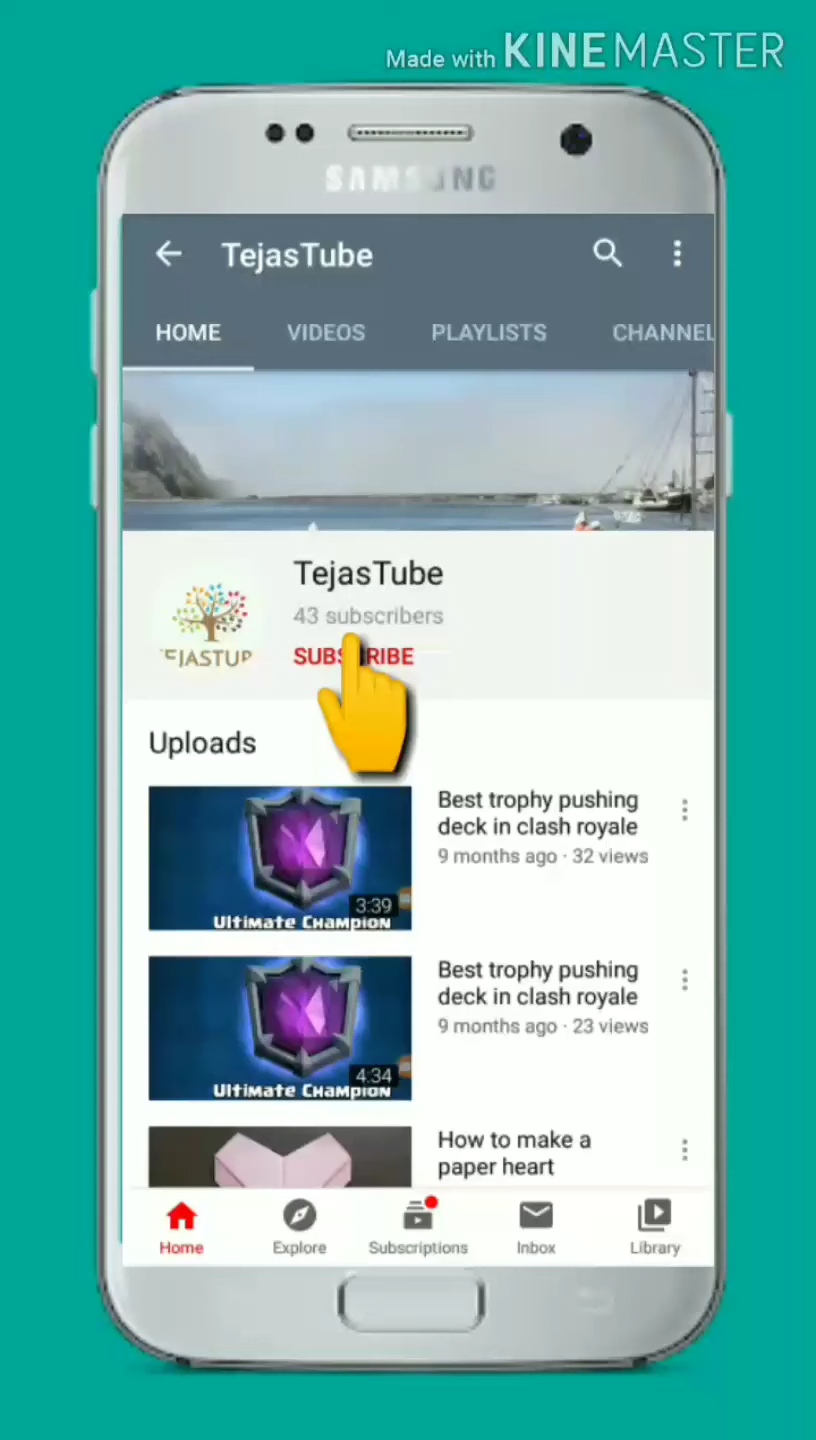 Made with KINEMASTER
SAMSUNG
TejasTube
HOME VIDEOS PLAYLISTS CHANNEL
TejasTube
43 subscribers
SUBSCRIBE
Uploads
Best trophy pushing
deck in clash royale
9 months ago · 32 views
3:39
Ultimate Champion
Best trophy pushing
deck in clash royale
9 months ago · 23 views
4:34
Ultimate Champion
How to make a
paper heart
Home Explore Subscriptions Inbox Library